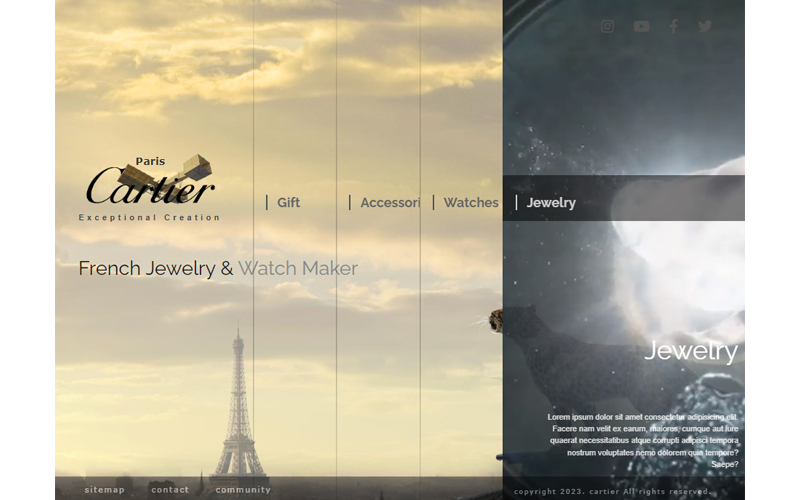 Paris
Cartier
Exceptional Creation
Gift
Accessori
Watches
Jewelry
French Jewelry & Watch Maker
Jewelry
Lorem ipsum dolor sit amet consectetur adipisicing elit.
Facere nam velit ex earum, maiores, cumque aut iure
quaerat necessitatibus atque corrupti adipisci tempora
nostrum voluptates nemo dolorem quia tempore?
Saepe?
sitemap
contact
community
copyright 2023. cartier All rights reserved.